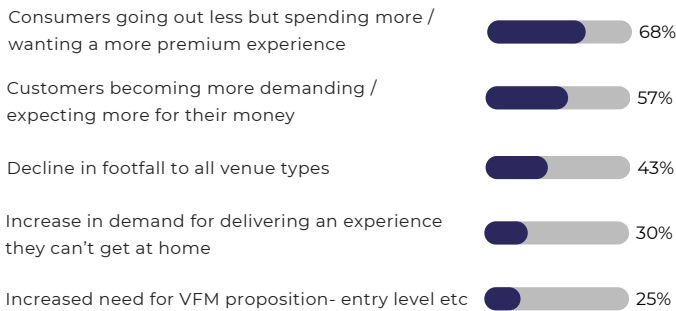 Consumers going out less but spending more /
wanting a more premium experience
68%
Customers becoming more demanding /
expecting more for their money
57%
Decline in footfall to all venue types
43%
Increase in demand for delivering an experience
they can't get at home
30%
Increased need for VFM proposition- entry level etc
25%